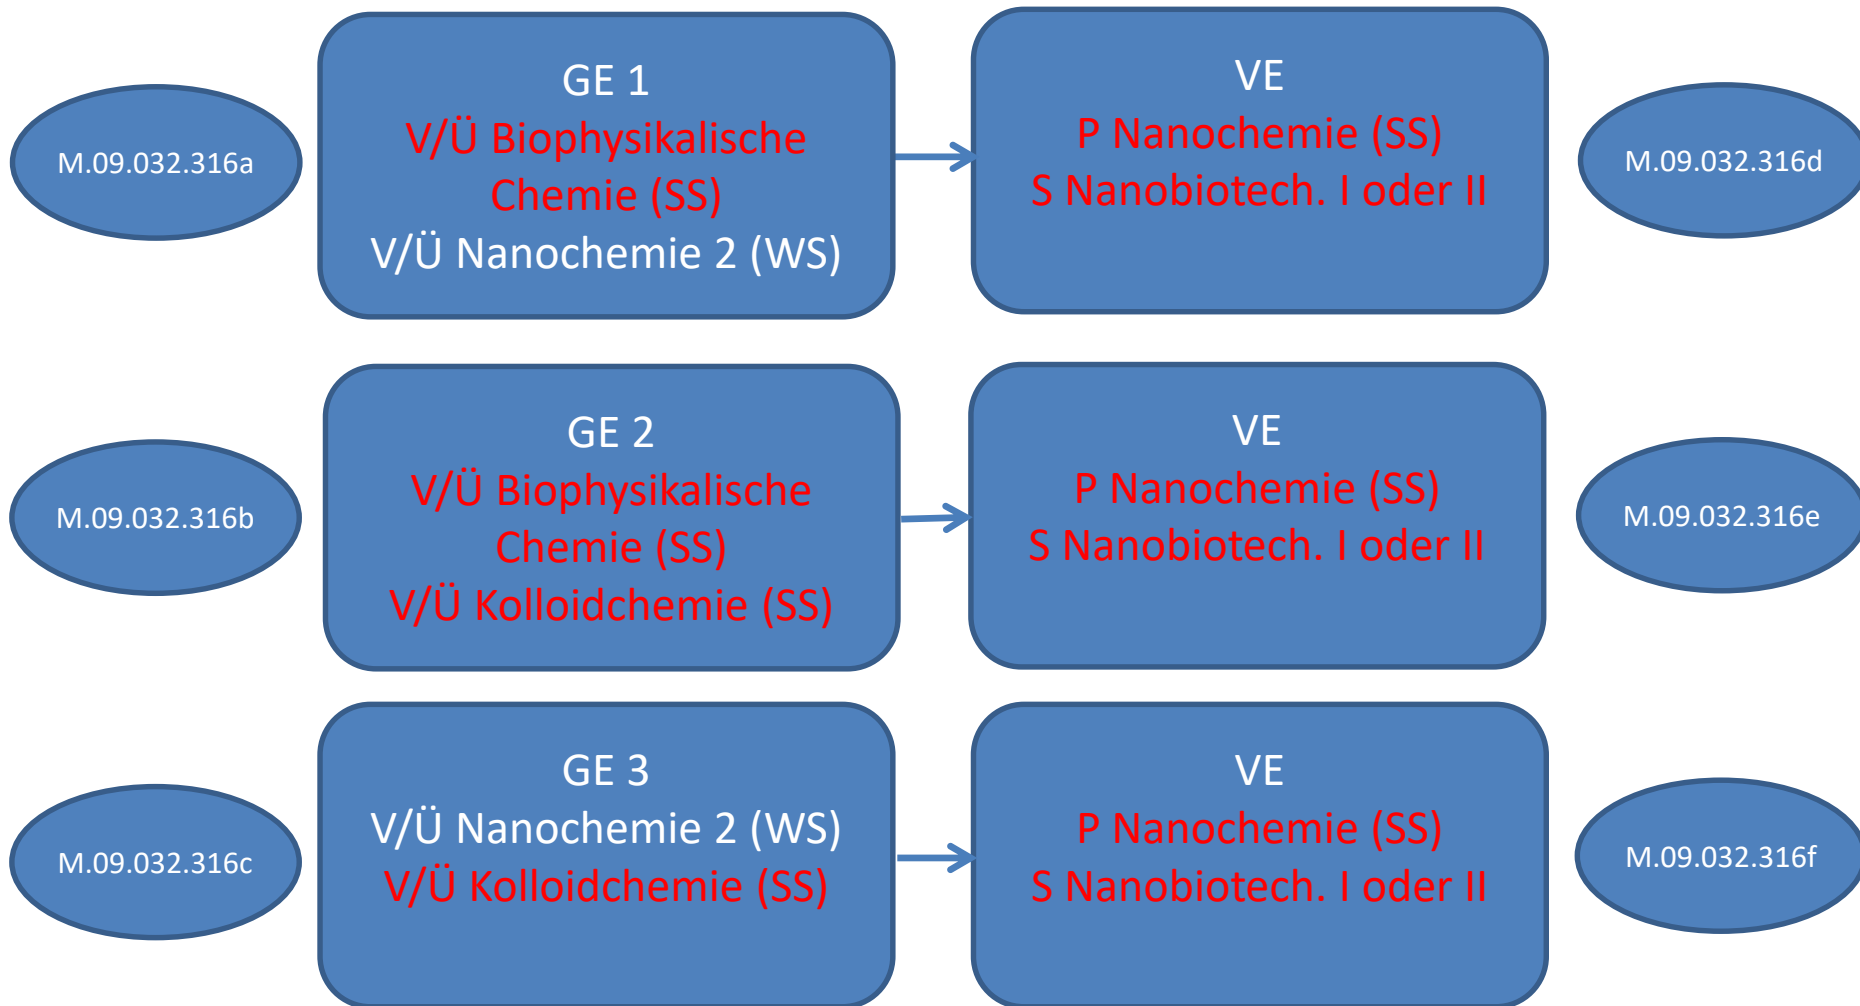 M.09.032.316a
GE 1
V/Ü Biophysikalische
Chemie (SS)
V/Ü Nanochemie 2 (WS)
VE
P Nanochemie (SS)
S Nanobiotech. I oder II
M.09.032.316d
M.09.032.316b
GE 2
V/Ü Biophysikalische
Chemie (SS)
V/Ü Kolloidchemie (SS)
VE
P Nanochemie (SS)
S Nanobiotech. I oder II
M.09.032.316e
M.09.032.316c
GE 3
V/Ü Nanochemie 2 (WS)
V/Ü Kolloidchemie (SS)
VE
P Nanochemie (SS)
S Nanobiotech. I oder II
M.09.032.316f